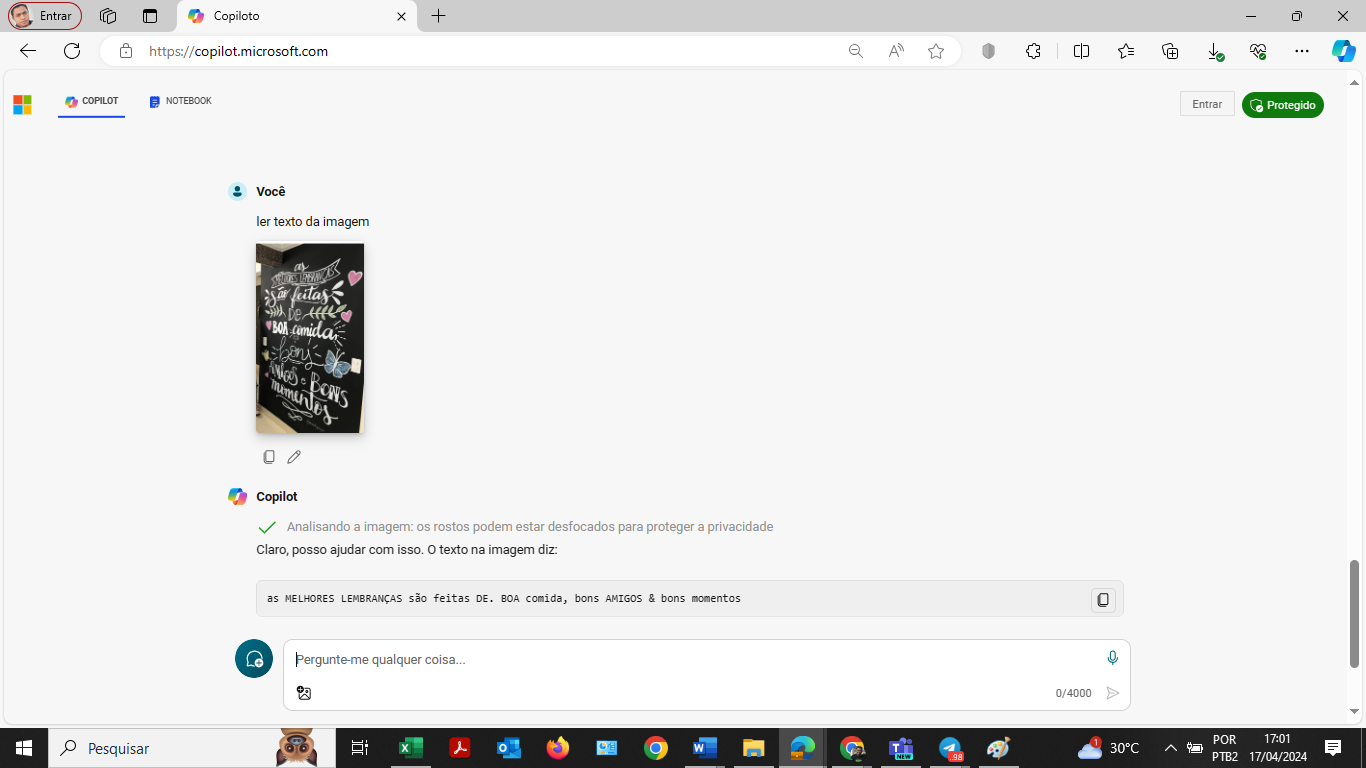 Entrar
Copiloto
https://copilot.microsoft.com
COPILOT
NOTEBOOK
Entrar
Protegido
Você
ler texto da imagem
as
MELHORES LEMBRANÇAS
são feitas
DE
BOA comida,
bons
AMIGOS e BONS
momentos
Copilot
Analisando a imagem: os rostos podem estar desfocados para proteger a privacidade
Claro, posso ajudar com isso. O texto na imagem diz:
as MELHORES LEMBRANÇAS são feitas DE. BOA comida, bons AMIGOS & bons momentos
Pergunte-me qualquer coisa...
0/4000
Pesquisar
NEW
98
1
30°C
POR
PTB2
17:01
17/04/2024